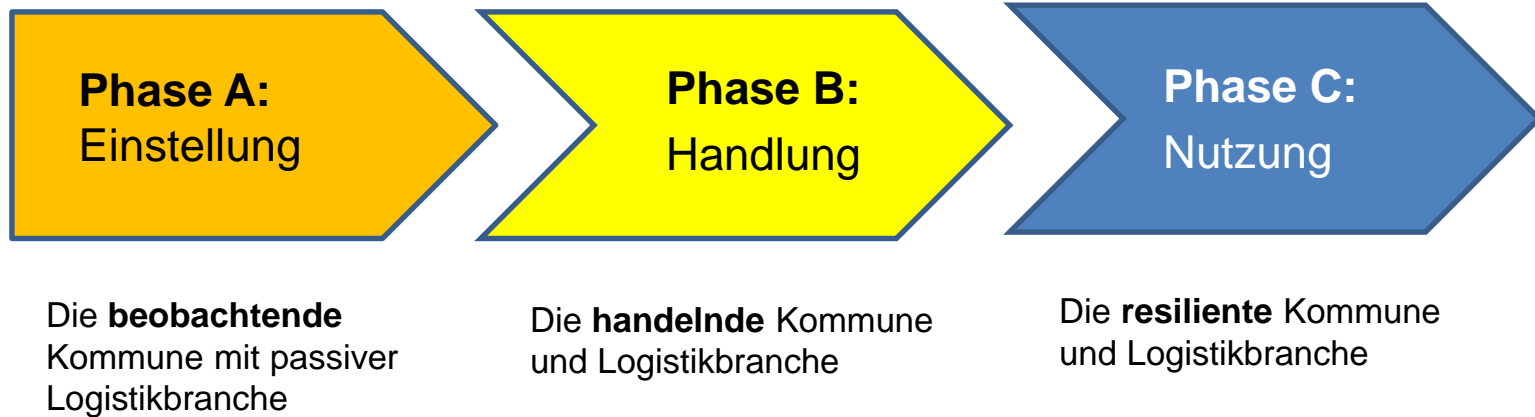 Phase A:
Einstellung
Phase B:
Handlung
Phase C:
Nutzung
Die beobachtende
Kommune mit passiver
Logistikbranche
Die handelnde Kommune
und Logistikbranche
Die resiliente Kommune
und Logistikbranche